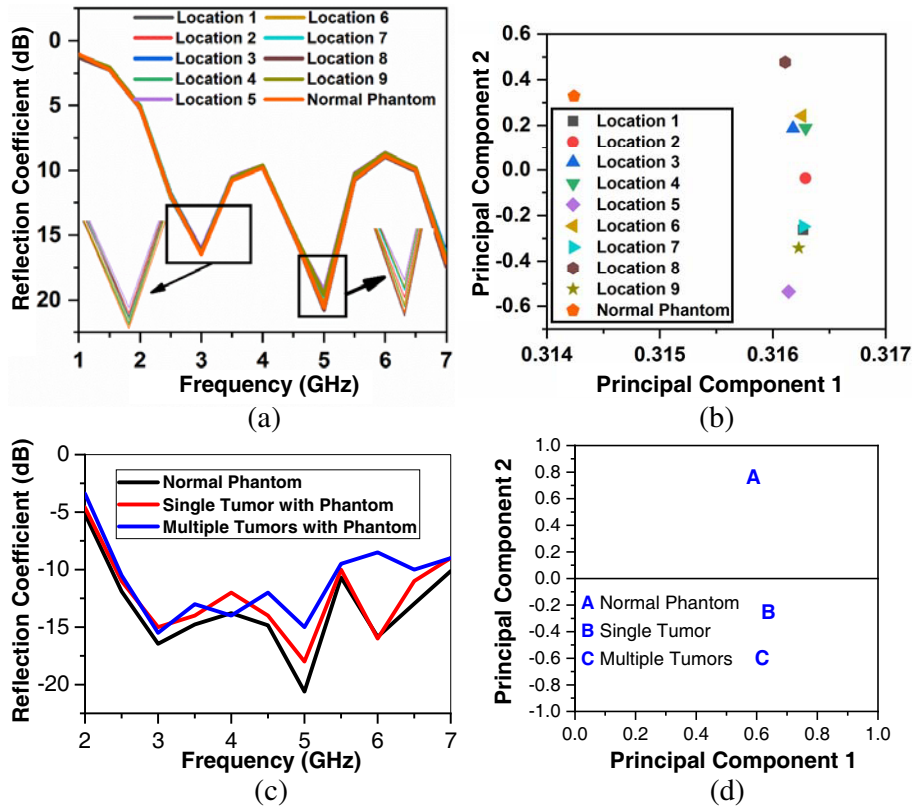 Location 1 Location 6
Location 2 Location 7
Location 3 Location 8
Location 4 Location 9
Location 5 Normal Phantom
0
5
10
15
20
1 2 3 4 5 6 7
Reflection Coefficient (dB)
Frequency (GHz)
(a)
0.6
0.4
0.2
0.0
-0.2
-0.4
-0.6
Principal Component 2
Location 1
Location 2
Location 3
Location 4
Location 5
Location 6
Location 7
Location 8
Location 9
Normal Phantom
0.314 0.315 0.316 0.317
Principal Component 1
(b)
0
-5
-10
-15
-20
Reflection Coefficient (dB)
Normal Phantom
Single Tumor with Phantom
Multiple Tumors with Phantom
2 3 4 5 6 7
Frequency (GHz)
(c)
1.0
0.8
0.6
0.4
0.2
0.0
-0.2
-0.4
-0.6
-0.8
-1.0
Principal Component 2
A
B
C
A Normal Phantom
B Single Tumor
C Multiple Tumors
0.0 0.2 0.4 0.6 0.8 1.0
Principal Component 1
(d)